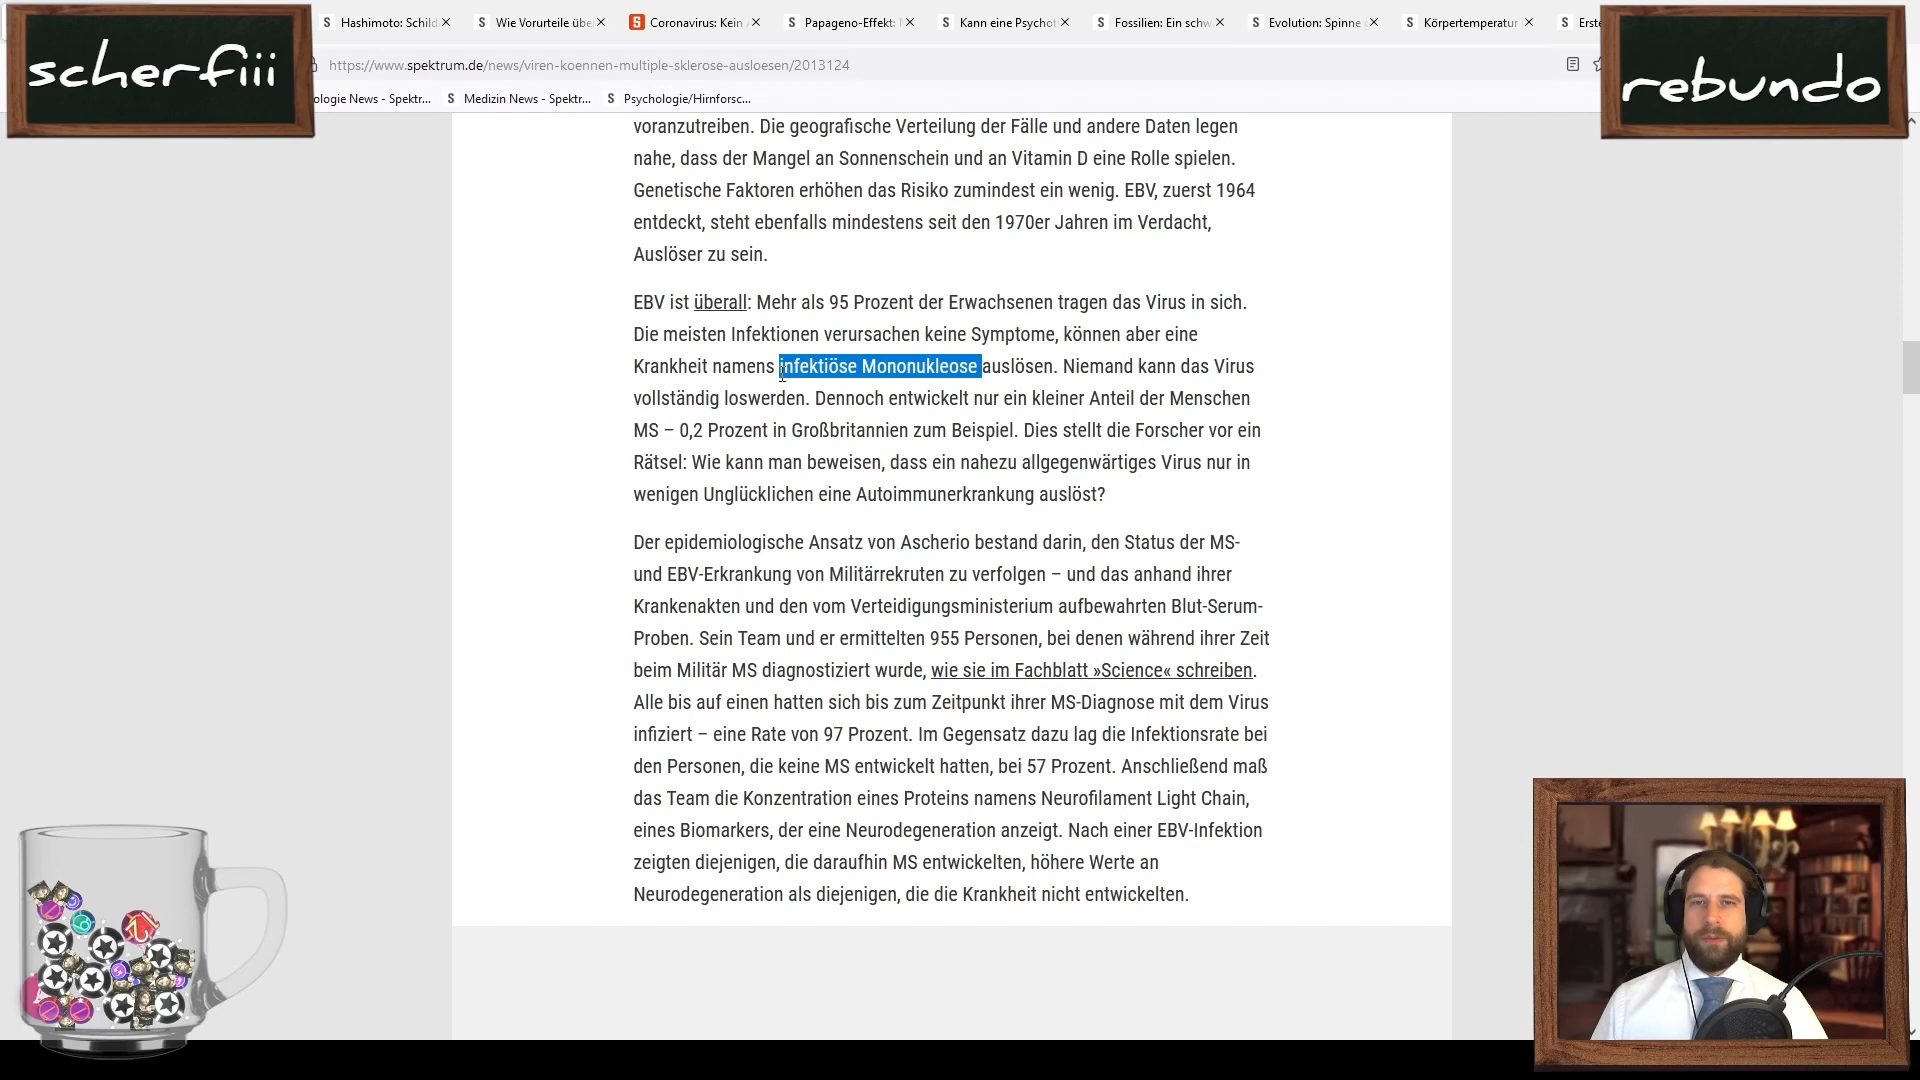 scherfiii
Hashimoto: Schild
Wie Vorurteile übe
Coronavirus: Kein
Papageno-Effekt:
Kann eine Psychot
Fossilien: Ein schw
Evolution: Spinne
Körpertemperatur
Erste
rebundo
https://www.spektrum.de/news/viren-koennen-multiple-sklerose-ausloesen/2013124
ologie News - Spektr...
Medizin News - Spektr...
Psychologie/Hirnforsc...
voranzutreiben. Die geografische Verteilung der Fälle und andere Daten legen
nahe, dass der Mangel an Sonnenschein und an Vitamin D eine Rolle spielen.
Genetische Faktoren erhöhen das Risiko zumindest ein wenig. EBV, zuerst 1964
entdeckt, steht ebenfalls mindestens seit den 1970er Jahren im Verdacht,
Auslöser zu sein.
EBV ist überall: Mehr als 95 Prozent der Erwachsenen tragen das Virus in sich.
Die meisten Infektionen verursachen keine Symptome, können aber eine
Krankheit namens infektiöse Mononukleose auslösen. Niemand kann das Virus
vollständig loswerden. Dennoch entwickelt nur ein kleiner Anteil der Menschen
MS – 0,2 Prozent in Großbritannien zum Beispiel. Dies stellt die Forscher vor ein
Rätsel: Wie kann man beweisen, dass ein nahezu allgegenwärtiges Virus nur in
wenigen Unglücklichen eine Autoimmunerkrankung auslöst?
Der epidemiologische Ansatz von Ascherio bestand darin, den Status der MS-
und EBV-Erkrankung von Militärrekruten zu verfolgen – und das anhand ihrer
Krankenakten und den vom Verteidigungsministerium aufbewahrten Blut-Serum-
Proben. Sein Team und er ermittelten 955 Personen, bei denen während ihrer Zeit
beim Militär MS diagnostiziert wurde, wie sie im Fachblatt »Science« schreiben.
Alle bis auf einen hatten sich bis zum Zeitpunkt ihrer MS-Diagnose mit dem Virus
infiziert – eine Rate von 97 Prozent. Im Gegensatz dazu lag die Infektionsrate bei
den Personen, die keine MS entwickelt hatten, bei 57 Prozent. Anschließend maß
das Team die Konzentration eines Proteins namens Neurofilament Light Chain,
eines Biomarkers, der eine Neurodegeneration anzeigt. Nach einer EBV-Infektion
zeigten diejenigen, die daraufhin MS entwickelten, höhere Werte an
Neurodegeneration als diejenigen, die die Krankheit nicht entwickelten.